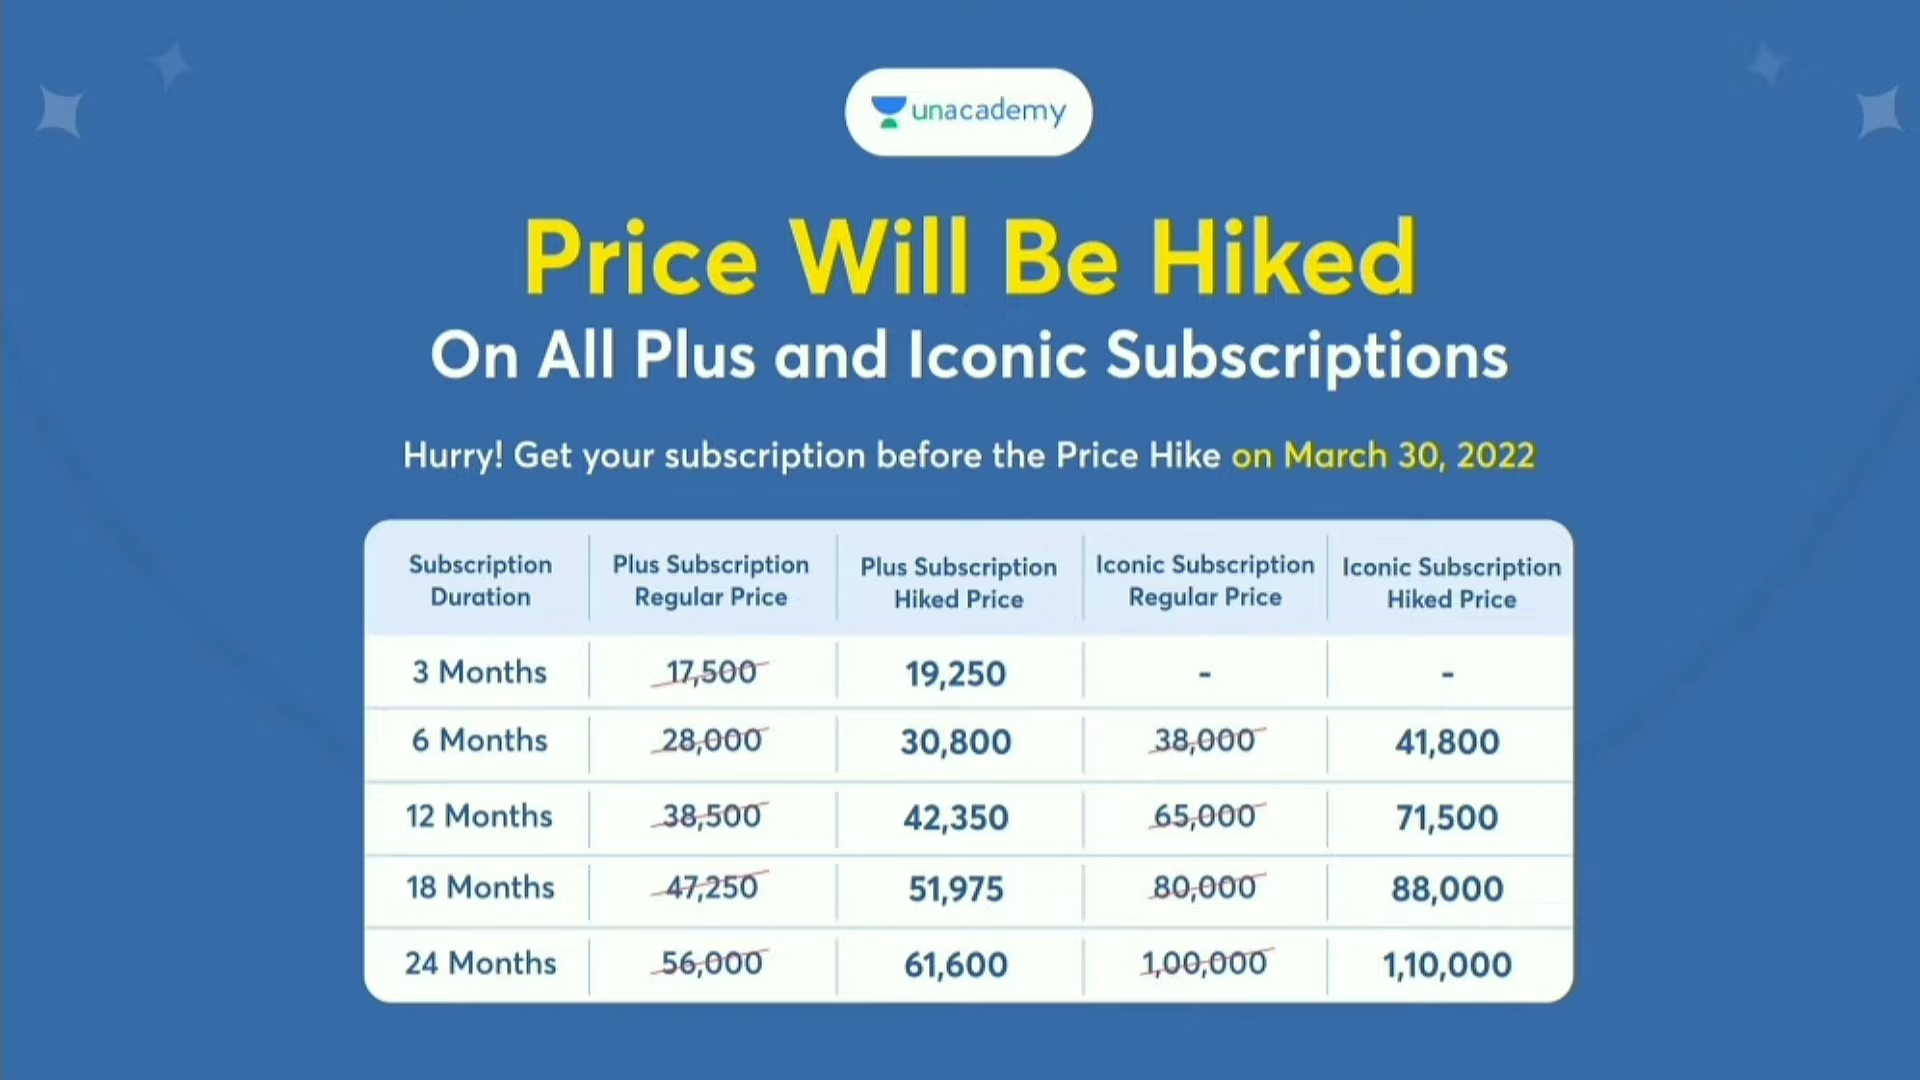 unacademy
Price Will Be Hiked
On All Plus and Iconic Subscriptions
Hurry! Get your subscription before the Price Hike on March 30, 2022
Subscription Duration Plus Subscription Regular Price Plus Subscription Hiked Price Iconic Subscription Regular Price Iconic Subscription Hiked Price
3 Months 17,500 19,250 - -
6 Months 28,000 30,800 38,000 41,800
12 Months 38,500 42,350 65,000 71,500
18 Months 47,250 51,975 80,000 88,000
24 Months 56,000 61,600 1,00,000 1,10,000